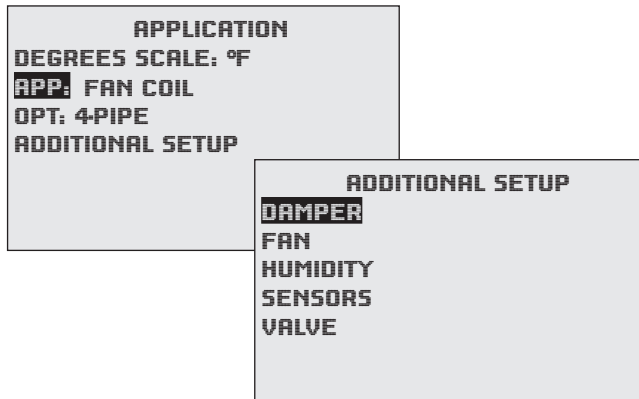 APPLICATION
DEGREES SCALE: °F
APP: FAN COIL
OPT: 4-PIPE
ADDITIONAL SETUP
ADDITIONAL SETUP
DAMPER
FAN
HUMIDITY
SENSORS
VALVE